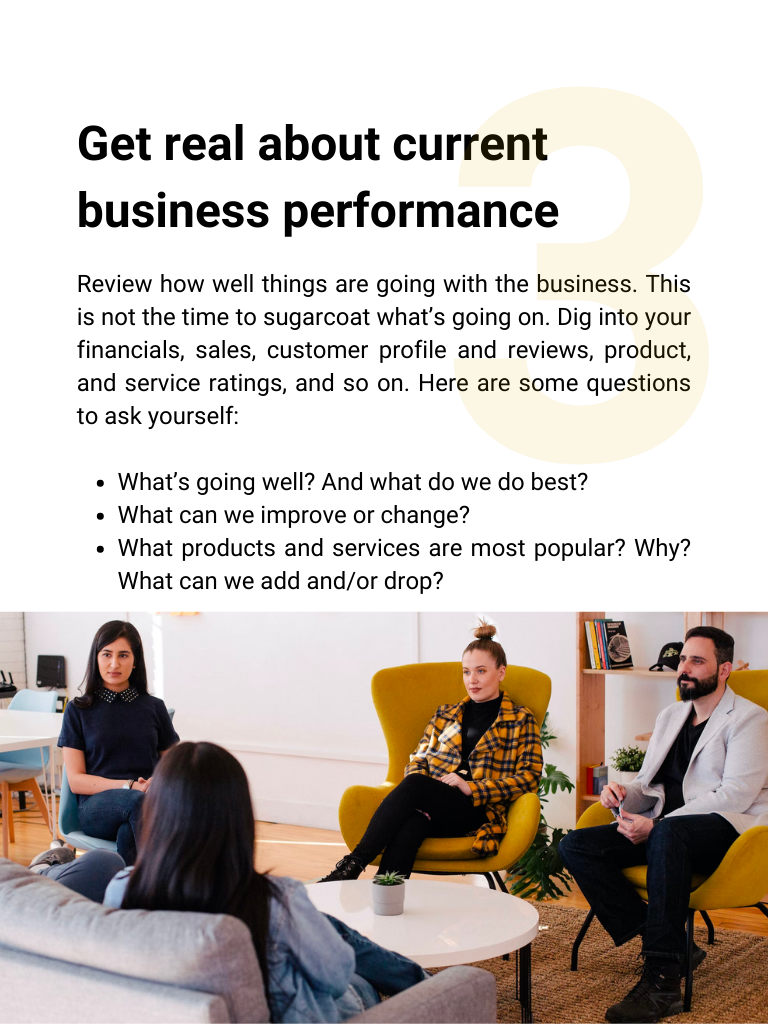 3
Get real about current
business performance
Review how well things are going with the business. This
is not the time to sugarcoat what’s going on. Dig into your
financials, sales, customer profile and reviews, product,
and service ratings, and so on. Here are some questions
to ask yourself:
• What’s going well? And what do we do best?
• What can we improve or change?
• What products and services are most popular? Why?
What can we add and/or drop?